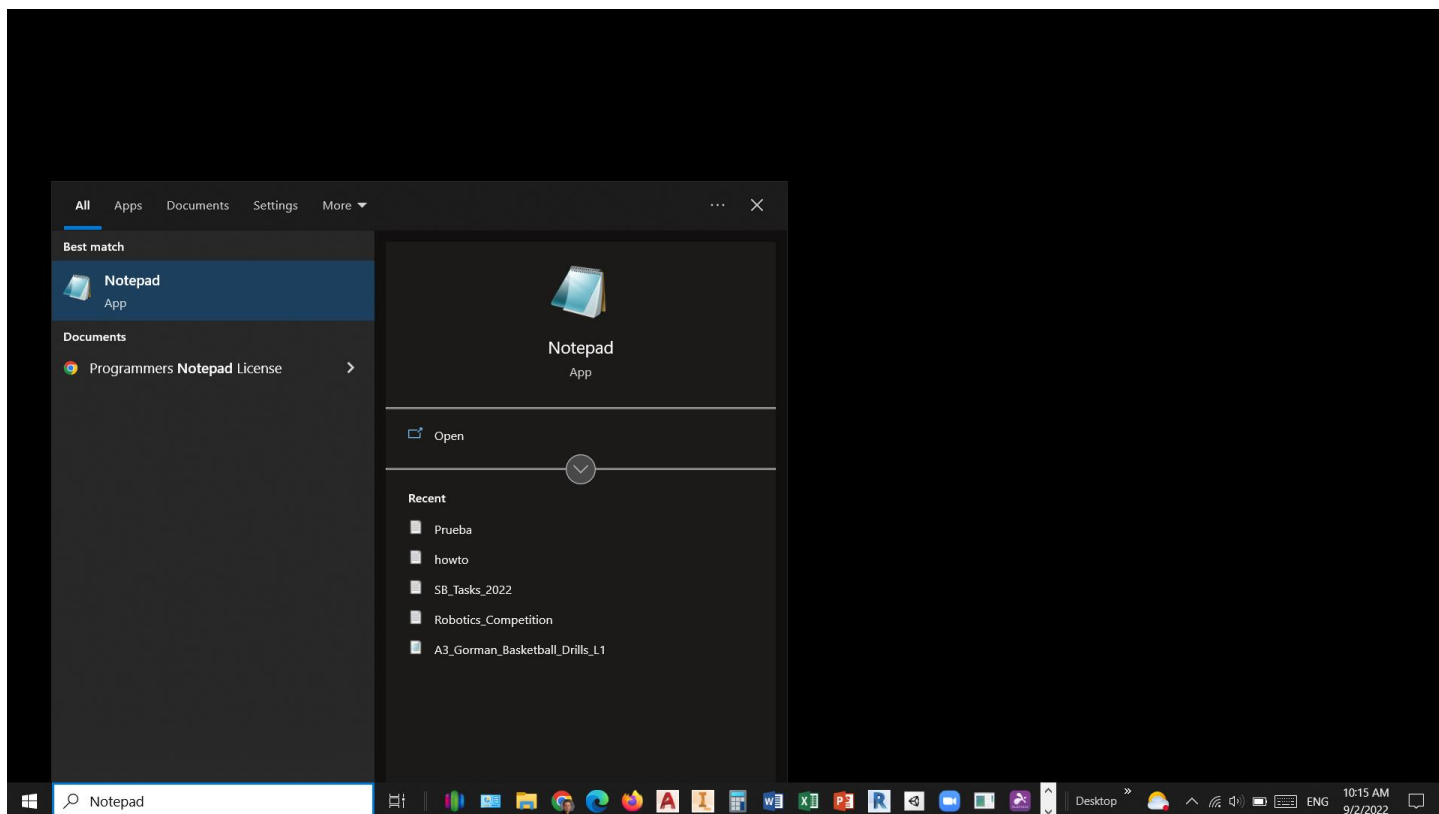 All Apps Documents Settings More
Best match
Notepad
App
Documents
Programmers Notepad License
Notepad
App
Open
Recent
Prueba
howto
SB_Tasks_2022
Robotics_Competition
A3_Gorman_Basketball_Drills_L1
Notepad
Desktop
ENG
10:15 AM
9/2/2022